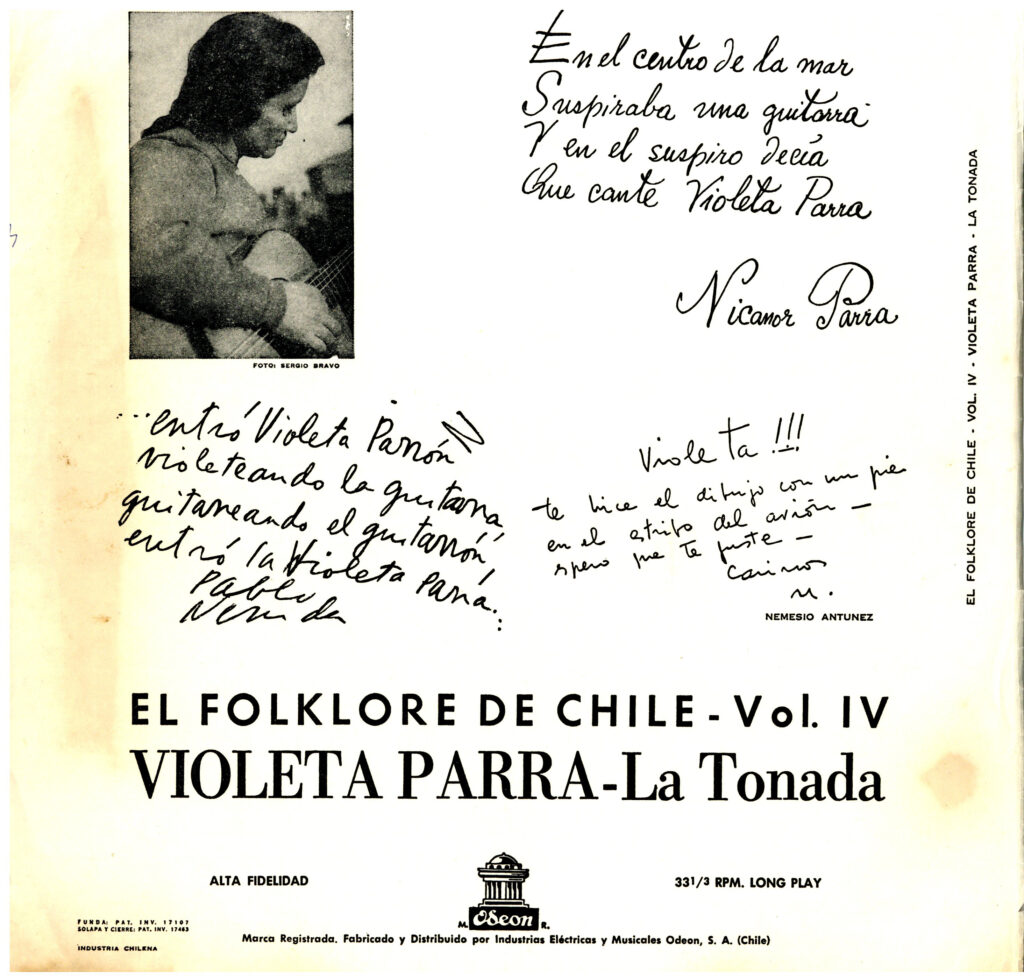 En el centro de la mar
Suspiraba una guitarra
Y en el suspiro decía
Que cante Violeta Parra
Nicanor Parra
FOTO: SERGIO BRAVO
...entró Violeta Parrón
violeteando la guitarra,
guitarreando el guitarrón,
entró la Violeta Parra.
Pablo
Neruda
Violeta!!!
te hice el dibujo con un pie
en el estribo del avión —
espero que te guste —
Cariños
n.
NEMESIO ANTUNEZ
EL FOLKLORE DE CHILE - VOL. IV - VIOLETA PARRA - LA TONADA
EL FOLKLORE DE CHILE - Vol. IV
VIOLETA PARRA - La Tonada
ALTA FIDELIDAD
33 1/3 RPM. LONG PLAY
M. Odeon R.
FUNDA: PAT. INV. 17107
SOLAPA Y CIERRE: PAT. INV. 17463
INDUSTRIA CHILENA
Marca Registrada. Fabricado y Distribuido por Industrias Eléctricas y Musicales Odeon, S. A. (Chile)